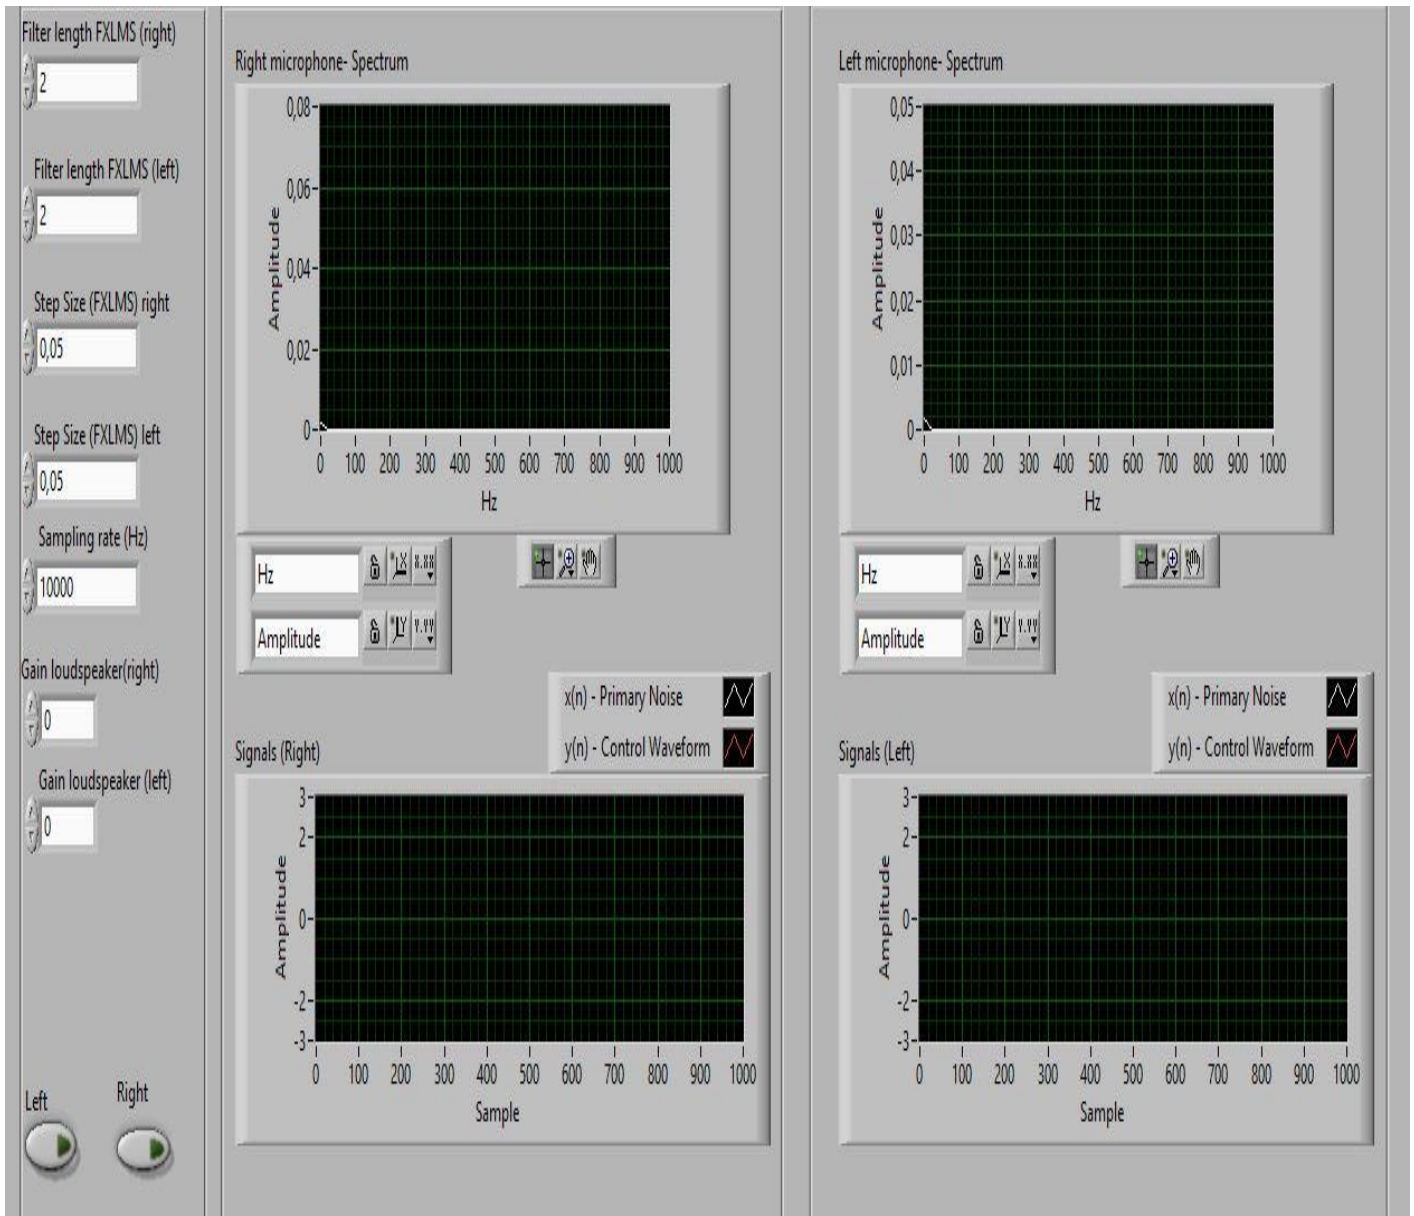 Filter length FXLMS (right)
2
Filter length FXLMS (left)
2
Step Size (FXLMS) right
0,05
Step Size (FXLMS) left
0,05
Sampling rate (Hz)
10000
Gain loudspeaker(right)
0
Gain loudspeaker (left)
0
Left
Right
Right microphone- Spectrum
0,08
0,06
0,04
0,02
0
Amplitude
0 100 200 300 400 500 600 700 800 900 1000
Hz
Hz
X X.XX
Amplitude
Y Y.YY
x(n) - Primary Noise
y(n) - Control Waveform
Signals (Right)
3
2
0
-2
-3
Amplitude
0 100 200 300 400 500 600 700 800 900 1000
Sample
Left microphone- Spectrum
0,05
0,04
0,03
0,02
0,01
0
Amplitude
0 100 200 300 400 500 600 700 800 900 1000
Hz
Hz
X X.XX
Amplitude
Y Y.YY
x(n) - Primary Noise
y(n) - Control Waveform
Signals (Left)
3
2
0
-2
-3
Amplitude
0 100 200 300 400 500 600 700 800 900 1000
Sample